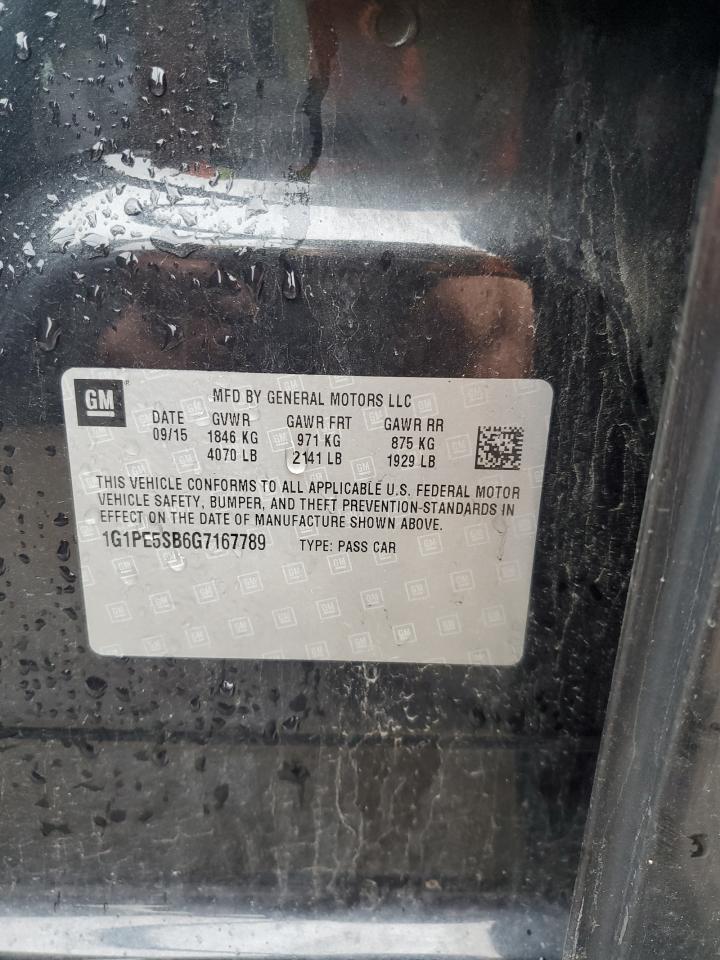 GM
MFD BY GENERAL MOTORS LLC
DATE GVWR GAWR FRT GAWR RR
09/15 1846 KG 971 KG 875 KG
4070 LB 2141 LB 1929 LB
THIS VEHICLE CONFORMS TO ALL APPLICABLE U.S. FEDERAL MOTOR
VEHICLE SAFETY, BUMPER, AND THEFT PREVENTION STANDARDS IN
EFFECT ON THE DATE OF MANUFACTURE SHOWN ABOVE.
1G1PE5SB6G7167789 TYPE: PASS CAR